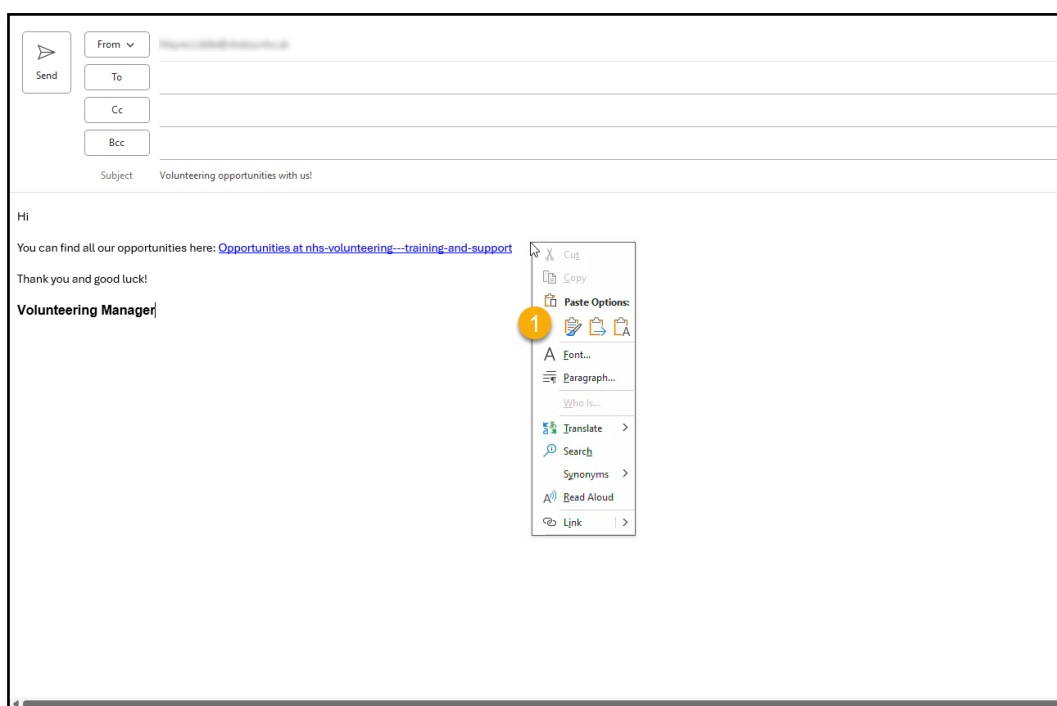 From
Send
To
Cc
Bcc
Subject Volunteering opportunities with us!
Hi
You can find all our opportunities here: Opportunities at nhs-volunteering---training-and-support
Thank you and good luck!
Volunteering Manager
Cut
Copy
Paste Options:
1
Font...
Paragraph...
Who Is...
Translate
Search
Synonyms
Read Aloud
Link